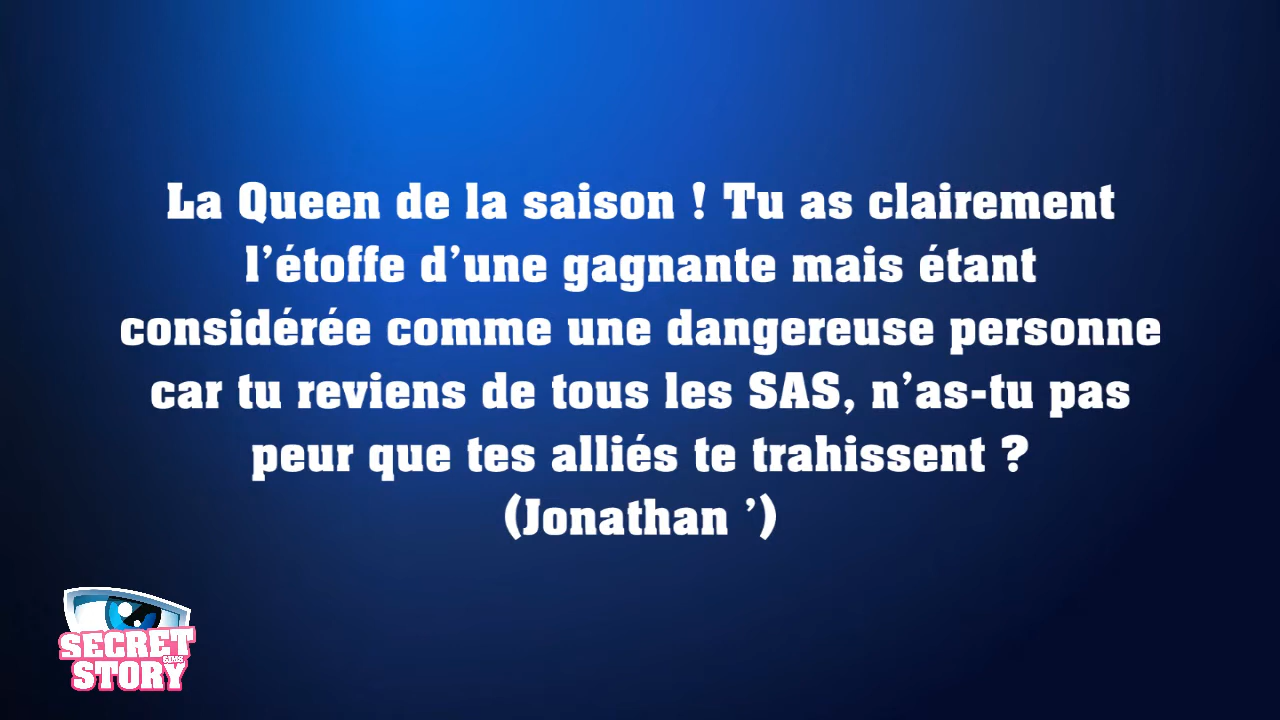 La Queen de la saison ! Tu as clairement
l’étoffe d’une gagnante mais étant
considérée comme une dangereuse personne
car tu reviens de tous les SAS, n’as-tu pas
peur que tes alliés te trahissent ?
(Jonathan ’)
SECRET
SIMS
STORY